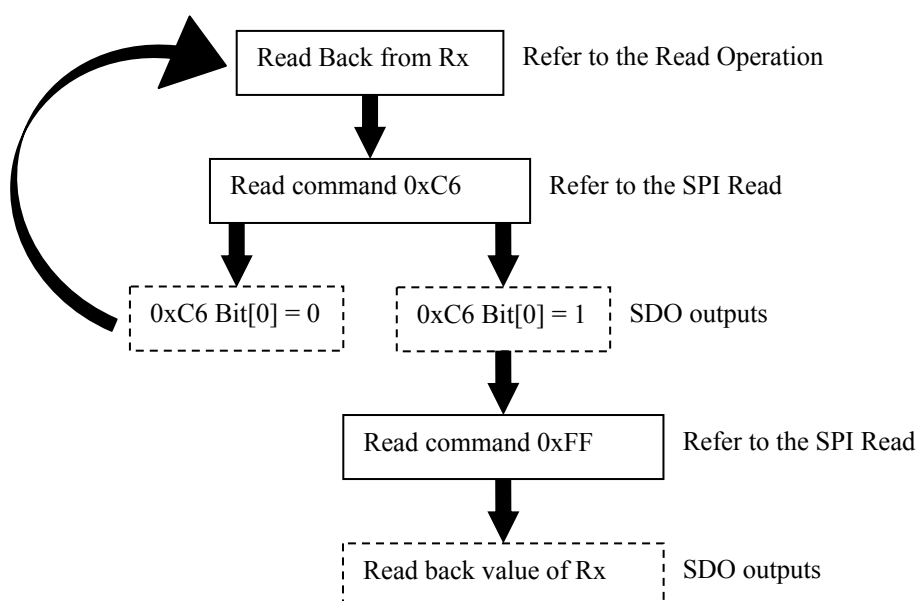 Read Back from Rx Refer to the Read Operation
Read command 0xC6 Refer to the SPI Read
0xC6 Bit[0] = 0 0xC6 Bit[0] = 1 SDO outputs
Read command 0xFF Refer to the SPI Read
Read back value of Rx SDO outputs